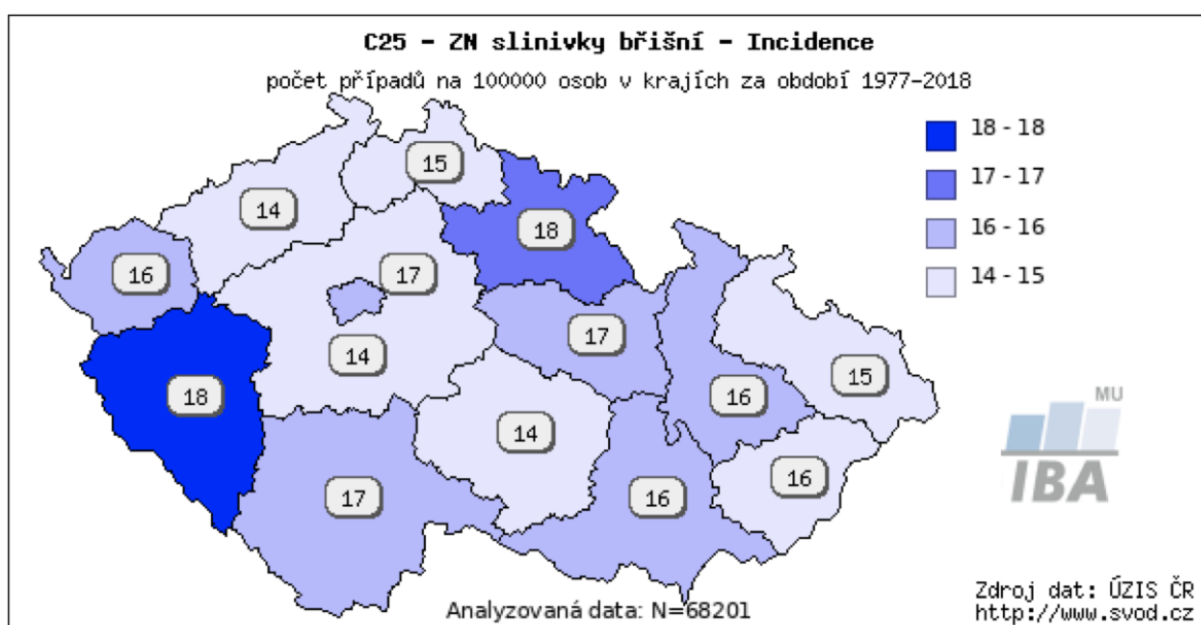 C25 - ZN slinivky břišní - Incidence
počet případů na 100000 osob v krajích za období 1977-2018
18 - 18
17 - 17
16 - 16
14 - 15
15
14
18
16
17
17
14
15
18
16
14
16
17
16
MU
IBA
Analyzovaná data: N=68201
Zdroj dat: ÚZIS ČR
http://www.svod.cz